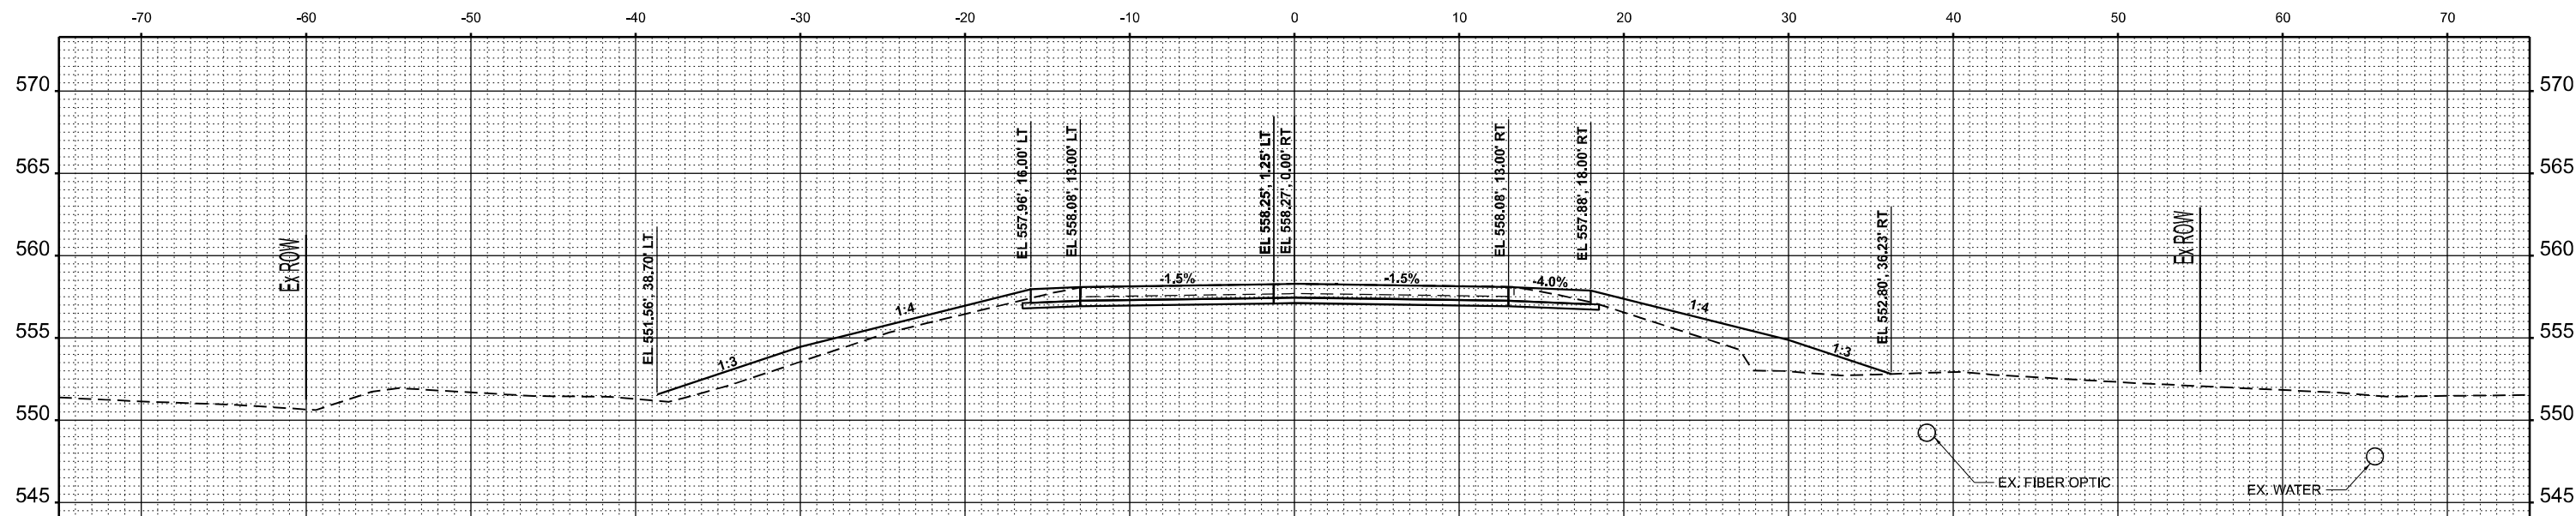 -70 -60 -50 -40 -30 -20 -10 0 10 20 30 40 50 60 70
570 570
565 565
560 560
555 555
550 550
545 545
Ex ROW
EL 551.56', 38.70' LT
EL 557.96', 16.00' LT
EL 558.08', 13.00' LT
EL 558.25', 1.25' LT
EL 558.27', 0.00' RT
EL 558.08', 13.00' RT
EL 557.88', 18.00' RT
EL 552.80', 36.23' RT
Ex ROW
1:3
1:4
-1.5%
-1.5%
-4.0%
1:4
1:3
EX. FIBER OPTIC
EX. WATER